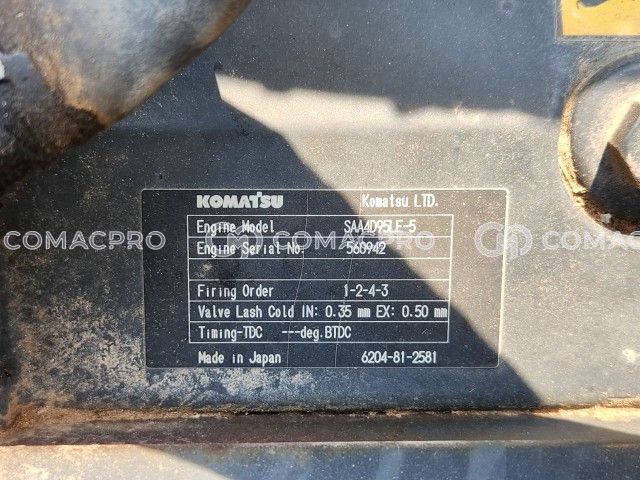 KOMATSU Komatsu LTD.
Engine Model SAA4D95LE-5
COMACPRO COMACPRO COMACPRO
Engine Serial No. 560942
Firing Order 1-2-4-3
Valve Lash Cold IN: 0.35 mm EX: 0.50 mm
Timing-TDC ---deg.BTDC
Made in Japan 6204-81-2581